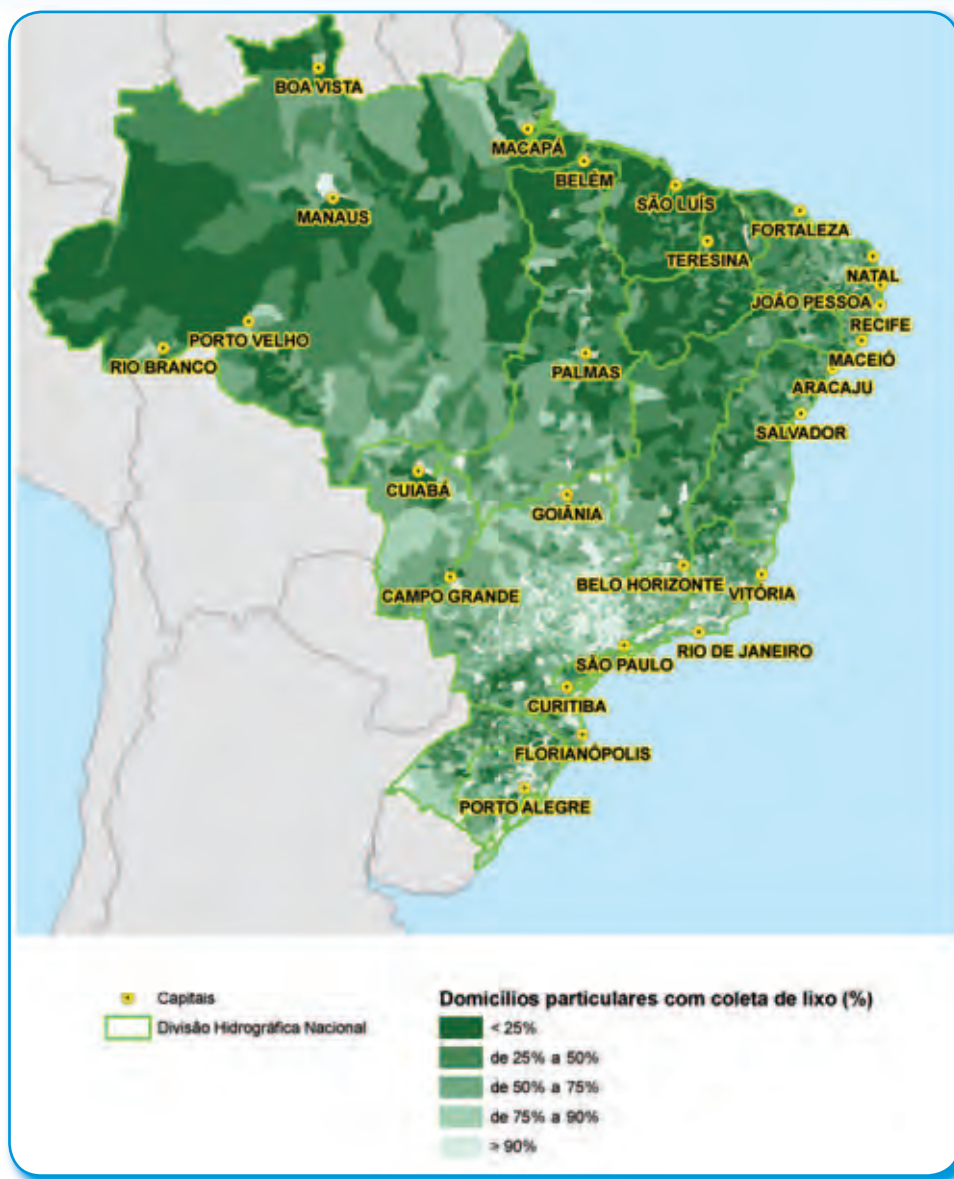 BOA VISTA
MACAPÁ
BELÉM
MANAUS
SÃO LUÍS
FORTALEZA
TERESINA
NATAL
JOÃO PESSOA
RECIFE
PORTO VELHO
RIO BRANCO
PALMAS
MACEIÓ
ARACAJU
SALVADOR
CUIABÁ
GOIÂNIA
BELO HORIZONTE
CAMPO GRANDE
VITÓRIA
RIO DE JANEIRO
SÃO PAULO
CURITIBA
FLORIANÓPOLIS
PORTO ALEGRE
Capitais
Divisão Hidrográfica Nacional
Domicílios particulares com coleta de lixo (%)
< 25%
de 25% a 50%
de 50% a 75%
de 75% a 90%
≥ 90%